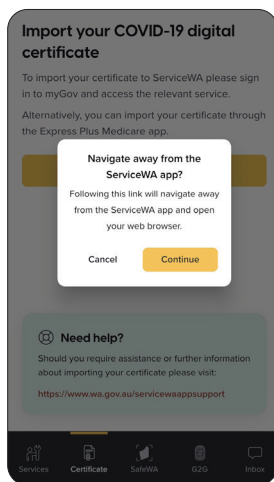 Import your COVID-19 digital
certificate
To import your certificate to ServiceWA please sign
in to myGov and access the relevant service.
Alternatively, you can import your certificate through
the Express Plus Medicare app.
Navigate away from the
ServiceWA app?
Following this link will navigate away
from the ServiceWA app and open
your web browser.
Cancel
Continue
Need help?
Should you require assistance or further information
about importing your certificate please visit:
https://www.wa.gov.au/servicewaappsupport
Services
Certificate
SafeWA
G2G
Inbox